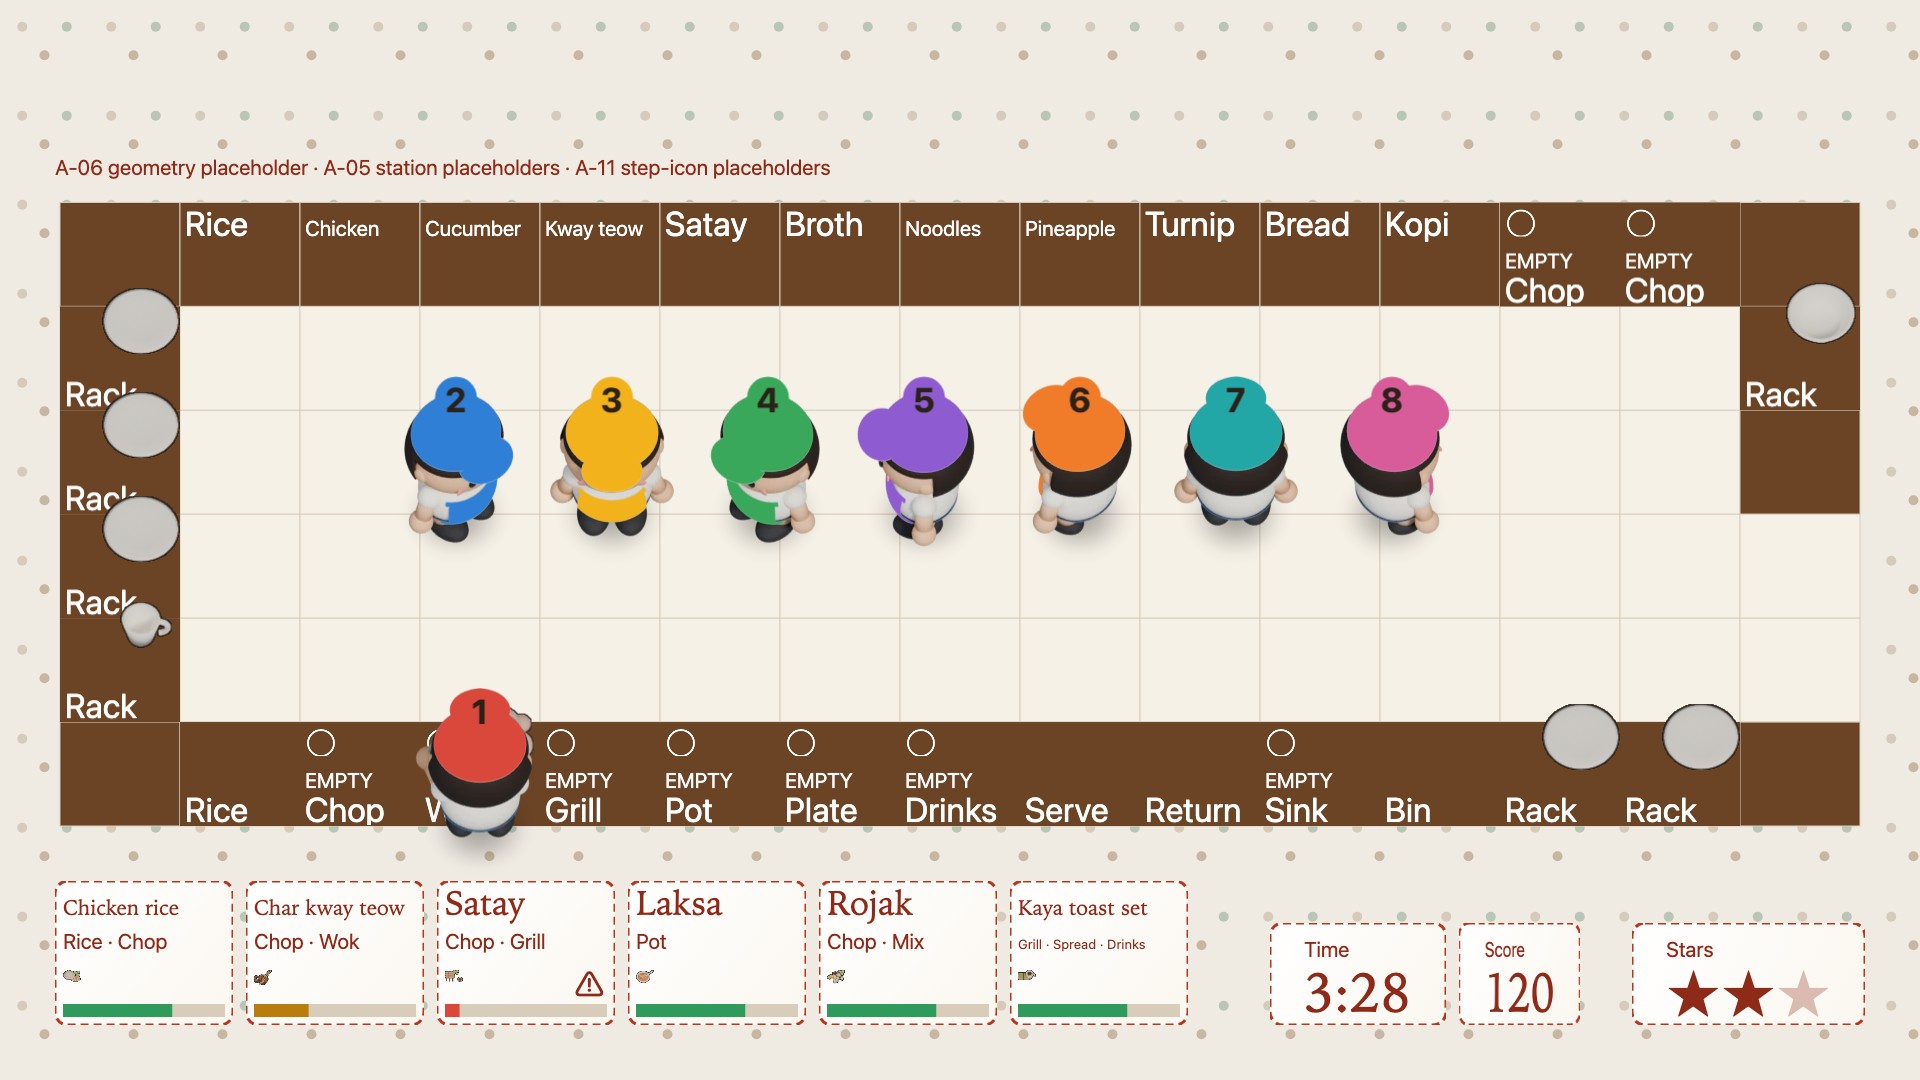 A-06 geometry placeholder · A-05 station placeholders · A-11 step-icon placeholders
Rice
Chicken
Cucumber
Kway teow
Satay
Broth
Noodles
Pineapple
Turnip
Bread
Kopi
EMPTY
Chop
EMPTY
Chop
Rack
Rack
2
3
4
5
6
7
8
Rack
Rack
Rack
1
Rice
EMPTY
Chop
EMPTY
Grill
EMPTY
Pot
EMPTY
Plate
EMPTY
Drinks
Serve
Return
EMPTY
Sink
Bin
Rack
Rack
Chicken rice
Rice · Chop
Char kway teow
Chop · Wok
Satay
Chop · Grill
Laksa
Pot
Rojak
Chop · Mix
Kaya toast set
Grill · Spread · Drinks
Time
3:28
Score
120
Stars